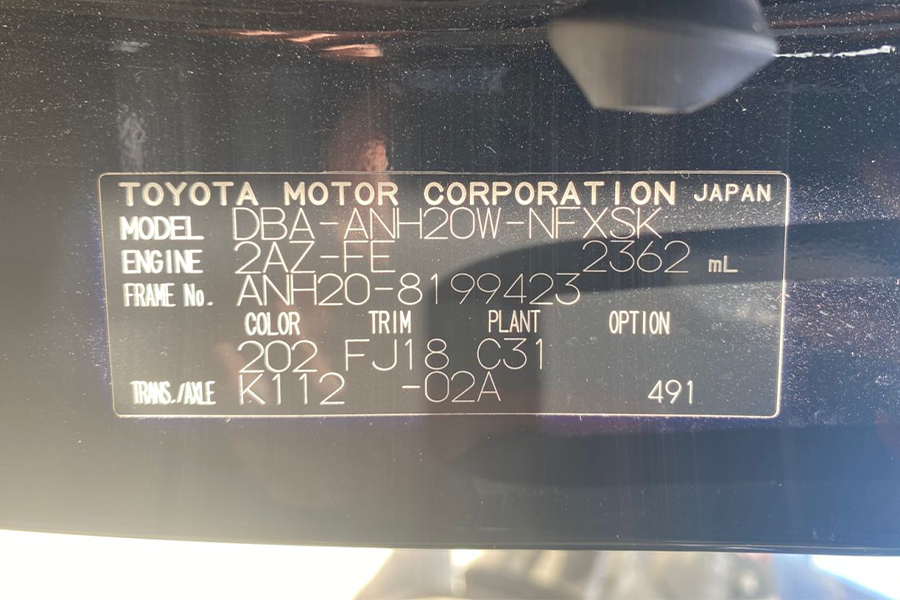 TOYOTA MOTOR CORPORATION JAPAN
MODEL DBA-ANH20W-NFXSK
ENGINE 2AZ-FE 2362 mL
FRAME No. ANH20-8199423
COLOR TRIM PLANT OPTION
202 FJ18 C31
TRANS./AXLE K112 -02A 491